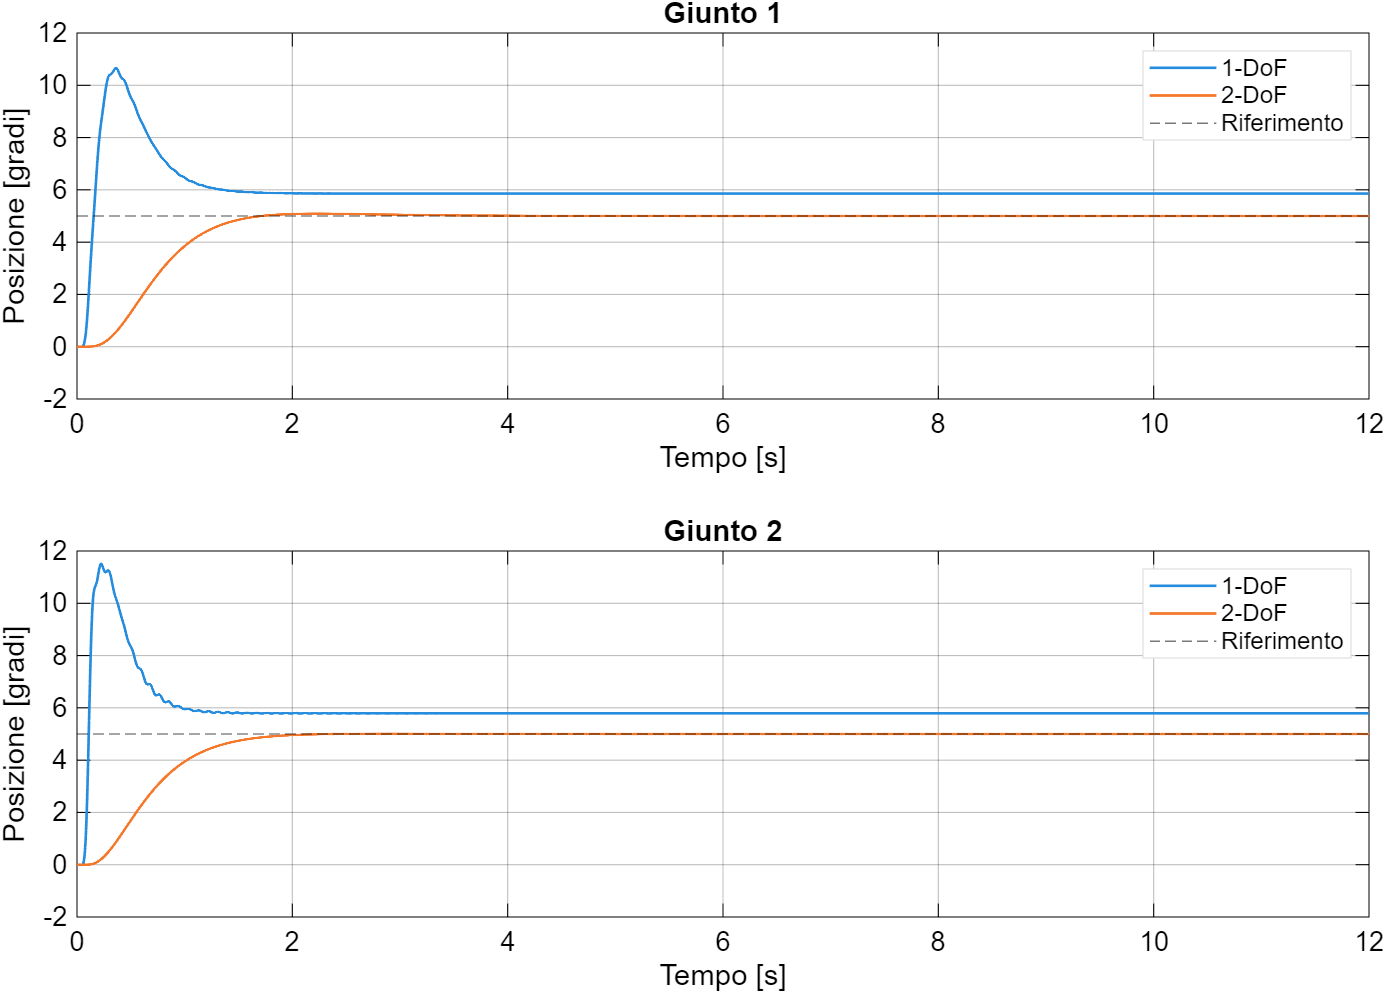 Giunto 1
12
10
8
6
4
2
0
-2
Posizione [gradi]
1-DoF
2-DoF
Riferimento
0 2 4 6 8 10 12
Tempo [s]
Giunto 2
12
10
8
6
4
2
0
-2
Posizione [gradi]
1-DoF
2-DoF
Riferimento
0 2 4 6 8 10 12
Tempo [s]